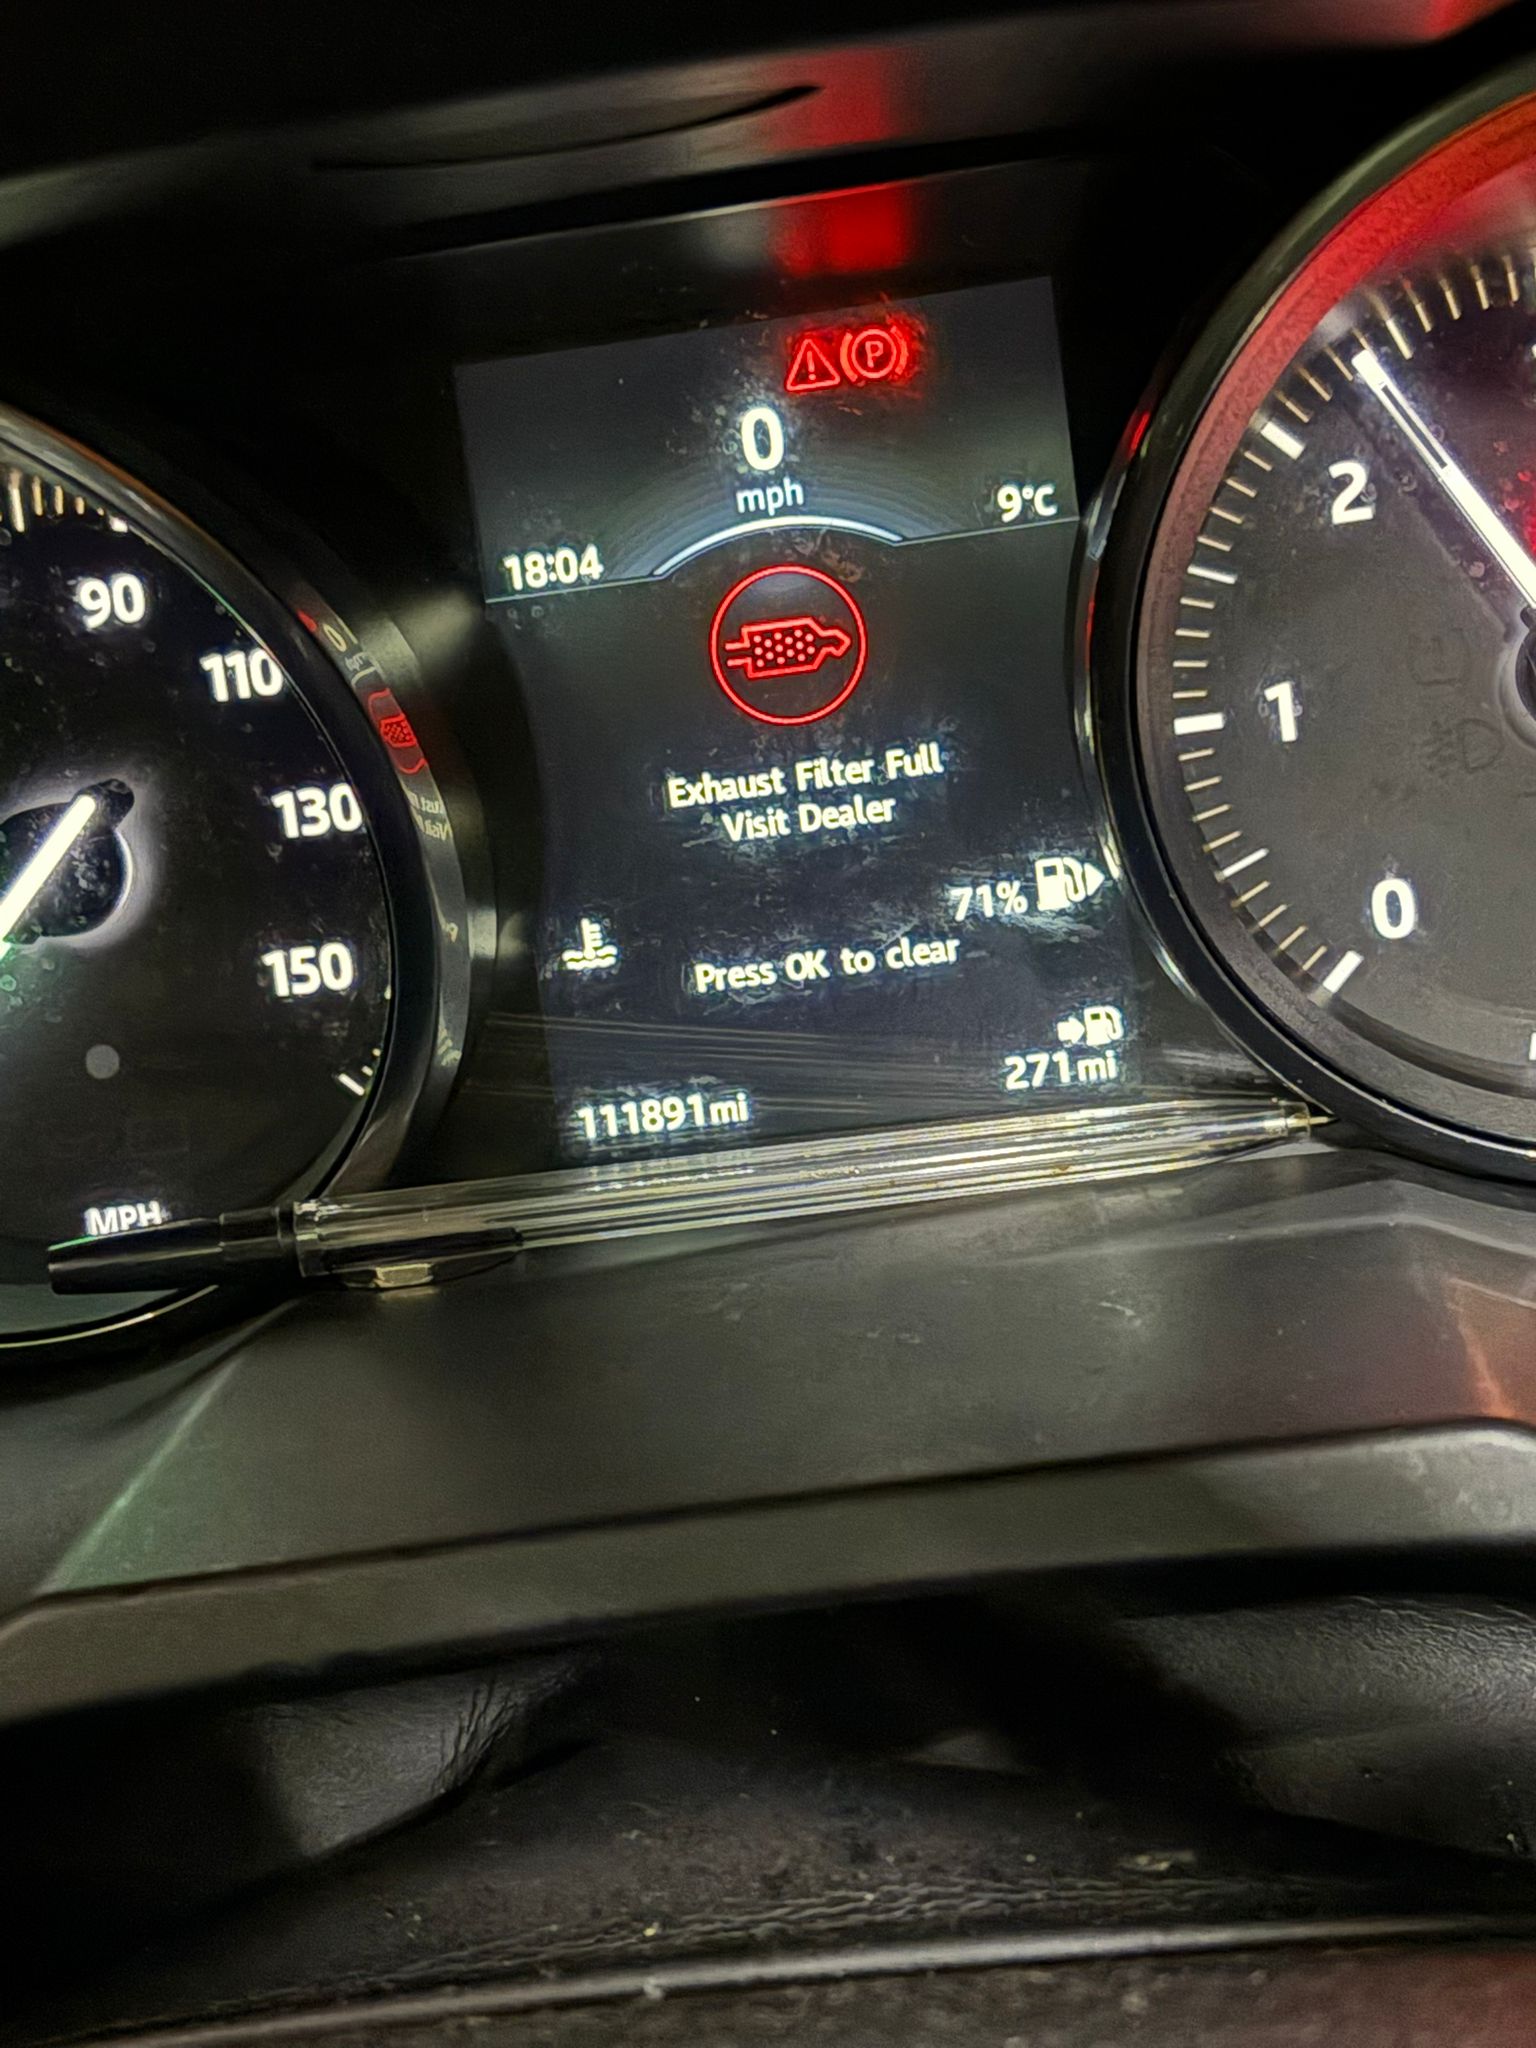 P
0
mph
9°C
18:04
90
110
130
150
MPH
Exhaust Filter Full
Visit Dealer
71%
Press OK to clear
271mi
111891mi
2
1
0